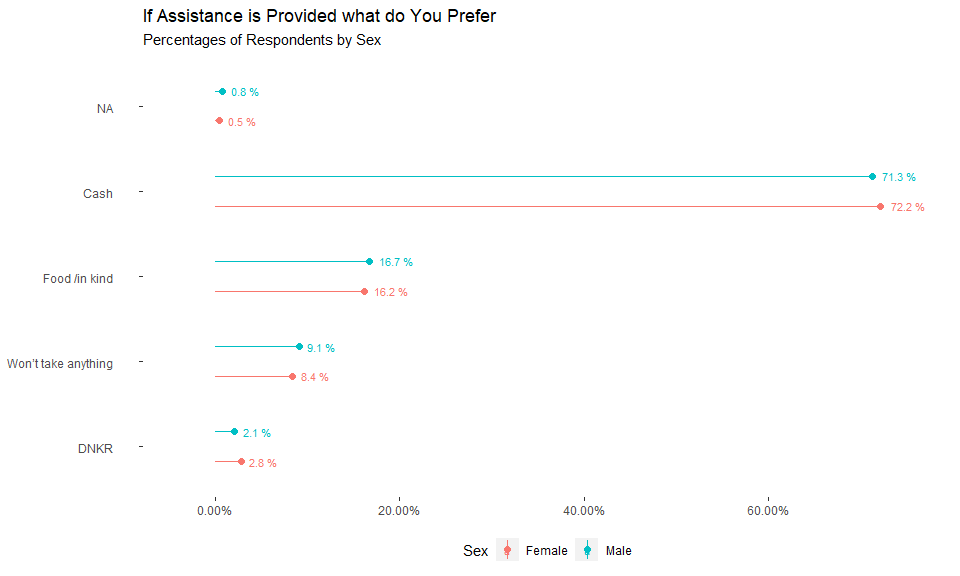 If Assistance is Provided what do You Prefer
Percentages of Respondents by Sex
NA
0.8 %
0.5 %
Cash
71.3 %
72.2 %
Food /in kind
16.7 %
16.2 %
Won't take anything
9.1 %
8.4 %
DNKR
2.1 %
2.8 %
0.00% 20.00% 40.00% 60.00%
Sex Female Male